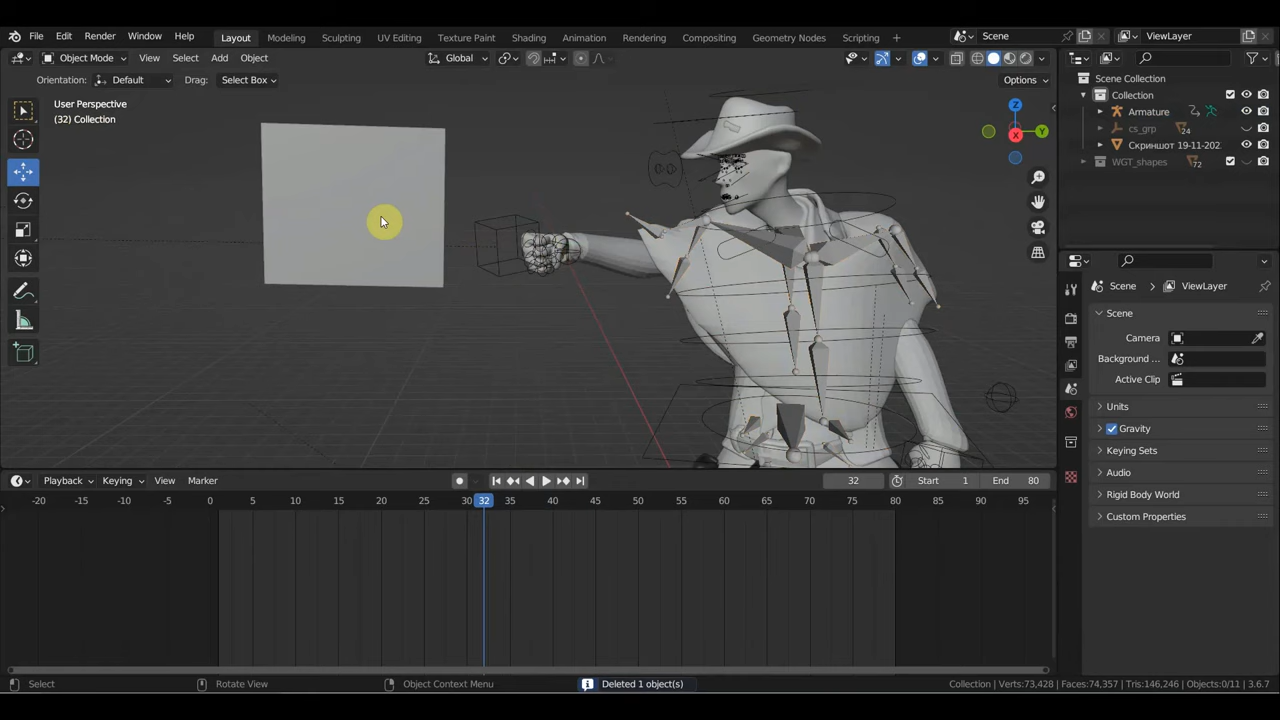 File Edit Render Window Help Layout Modeling Sculpting UV Editing Texture Paint Shading Animation Rendering Compositing Geometry Nodes Scripting + Scene ViewLayer
Object Mode View Select Add Object Global
Orientation: Default Drag: Select Box Options
User Perspective
(32) Collection
Z
Y
X
Scene Collection
Collection
Armature
cs_grp 24
Скриншот 19-11-202
WGT_shapes 72
Scene > ViewLayer
Scene
Camera
Background ...
Active Clip
Units
Gravity
Keying Sets
Audio
Rigid Body World
Custom Properties
Playback Keying View Marker 32 Start 1 End 80
-20 -15 -10 -5 0 5 10 15 20 25 30 32 35 40 45 50 55 60 65 70 75 80 85 90 95
Select Rotate View Object Context Menu Deleted 1 object(s) Collection | Verts:73,428 | Faces:74,357 | Tris:146,246 | Objects:0/11 | 3.6.7